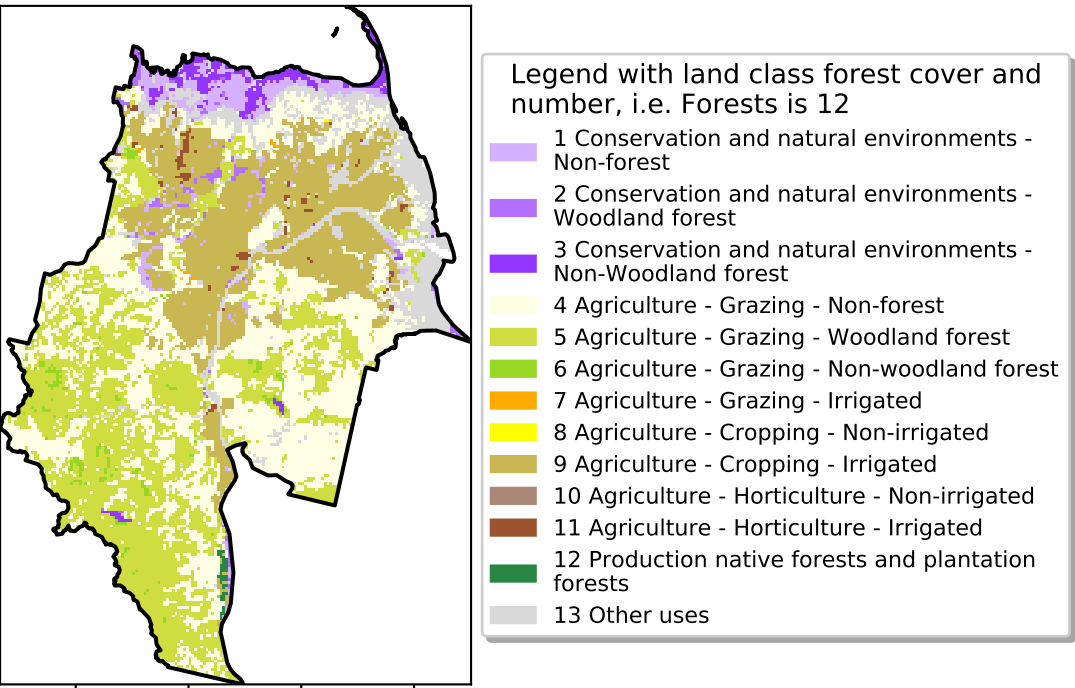 Legend with land class forest cover and
number, i.e. Forests is 12
1 Conservation and natural environments -
Non-forest
2 Conservation and natural environments -
Woodland forest
3 Conservation and natural environments -
Non-Woodland forest
4 Agriculture - Grazing - Non-forest
5 Agriculture - Grazing - Woodland forest
6 Agriculture - Grazing - Non-woodland forest
7 Agriculture - Grazing - Irrigated
8 Agriculture - Cropping - Non-irrigated
9 Agriculture - Cropping - Irrigated
10 Agriculture - Horticulture - Non-irrigated
11 Agriculture - Horticulture - Irrigated
12 Production native forests and plantation
forests
13 Other uses